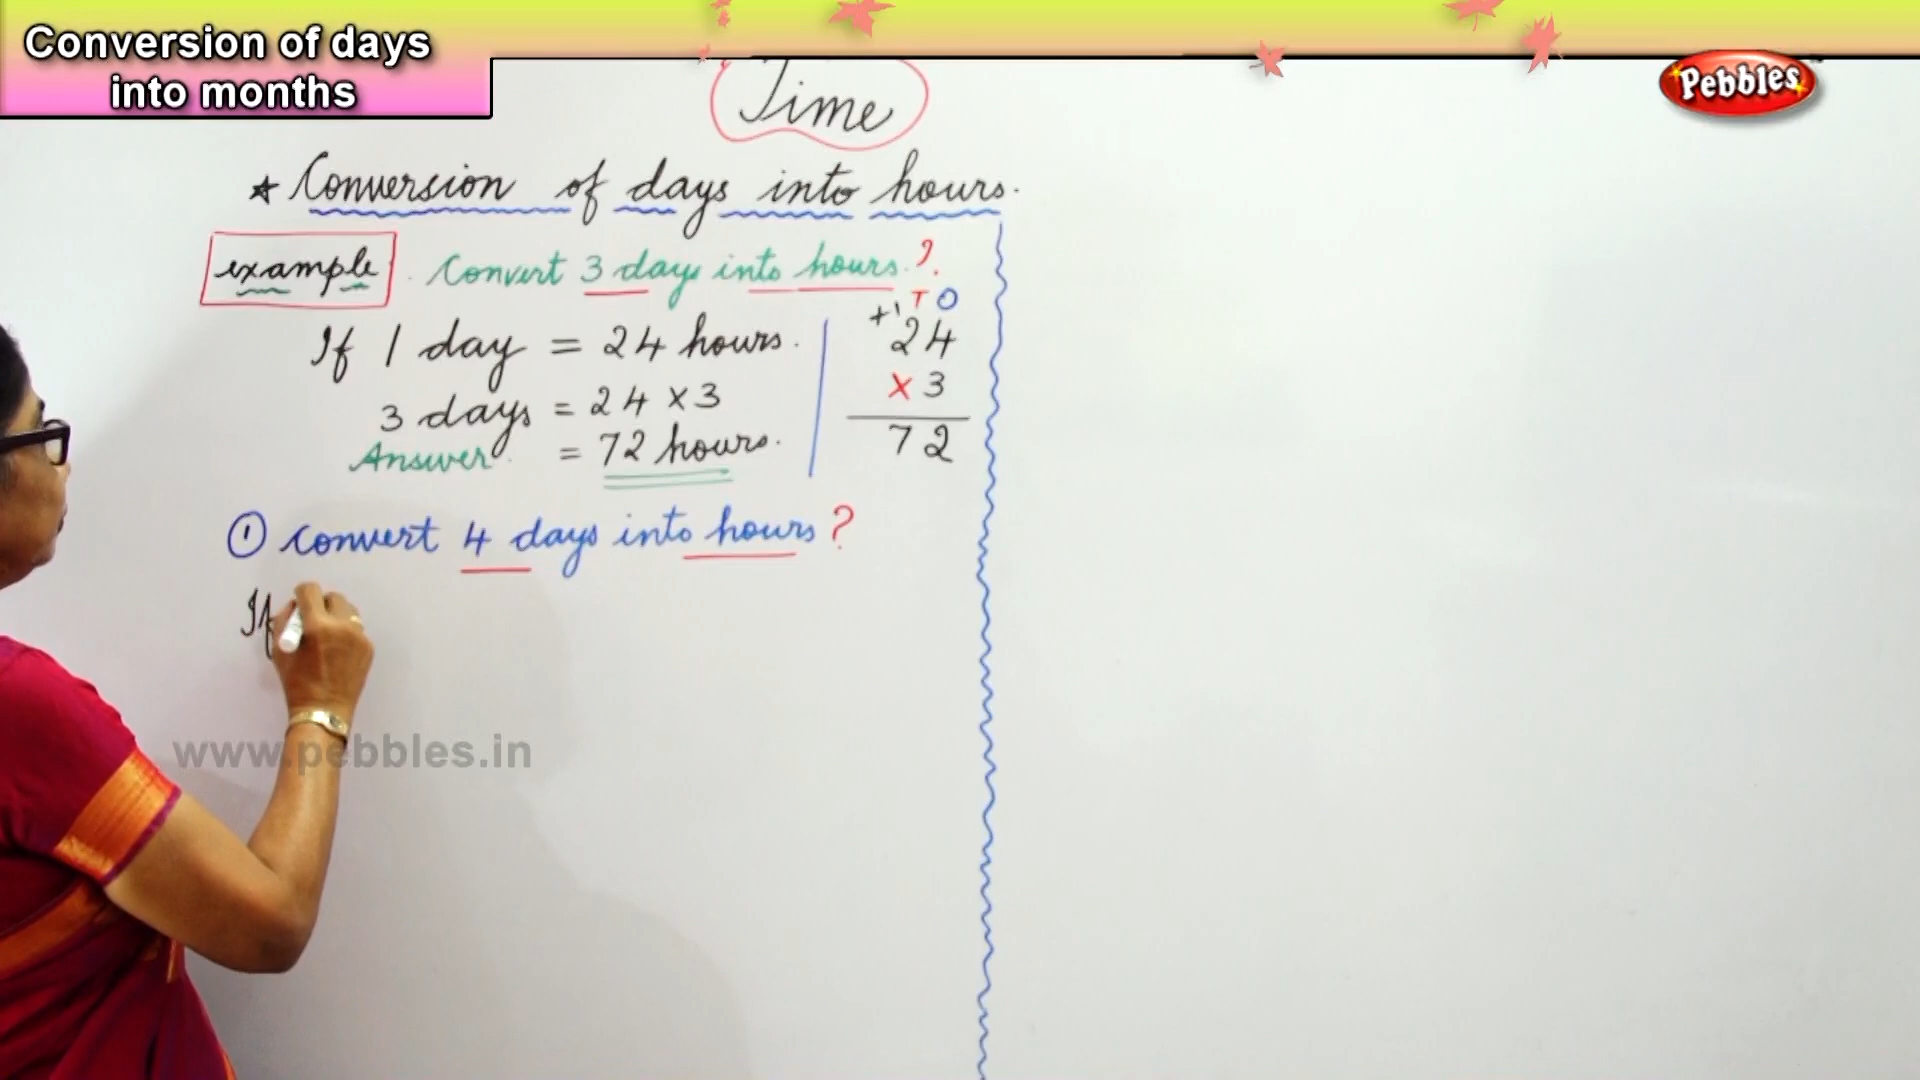 Conversion of days
into months
Pebbles
Time
★ Conversion of days into hours.
example . Convert 3 days into hours.?
T O
+1
If 1 day = 24 hours. 24
3 days = 24 x 3 x 3
Answer = 72 hours. 72
① Convert 4 days into hours?
If
www.pebbles.in